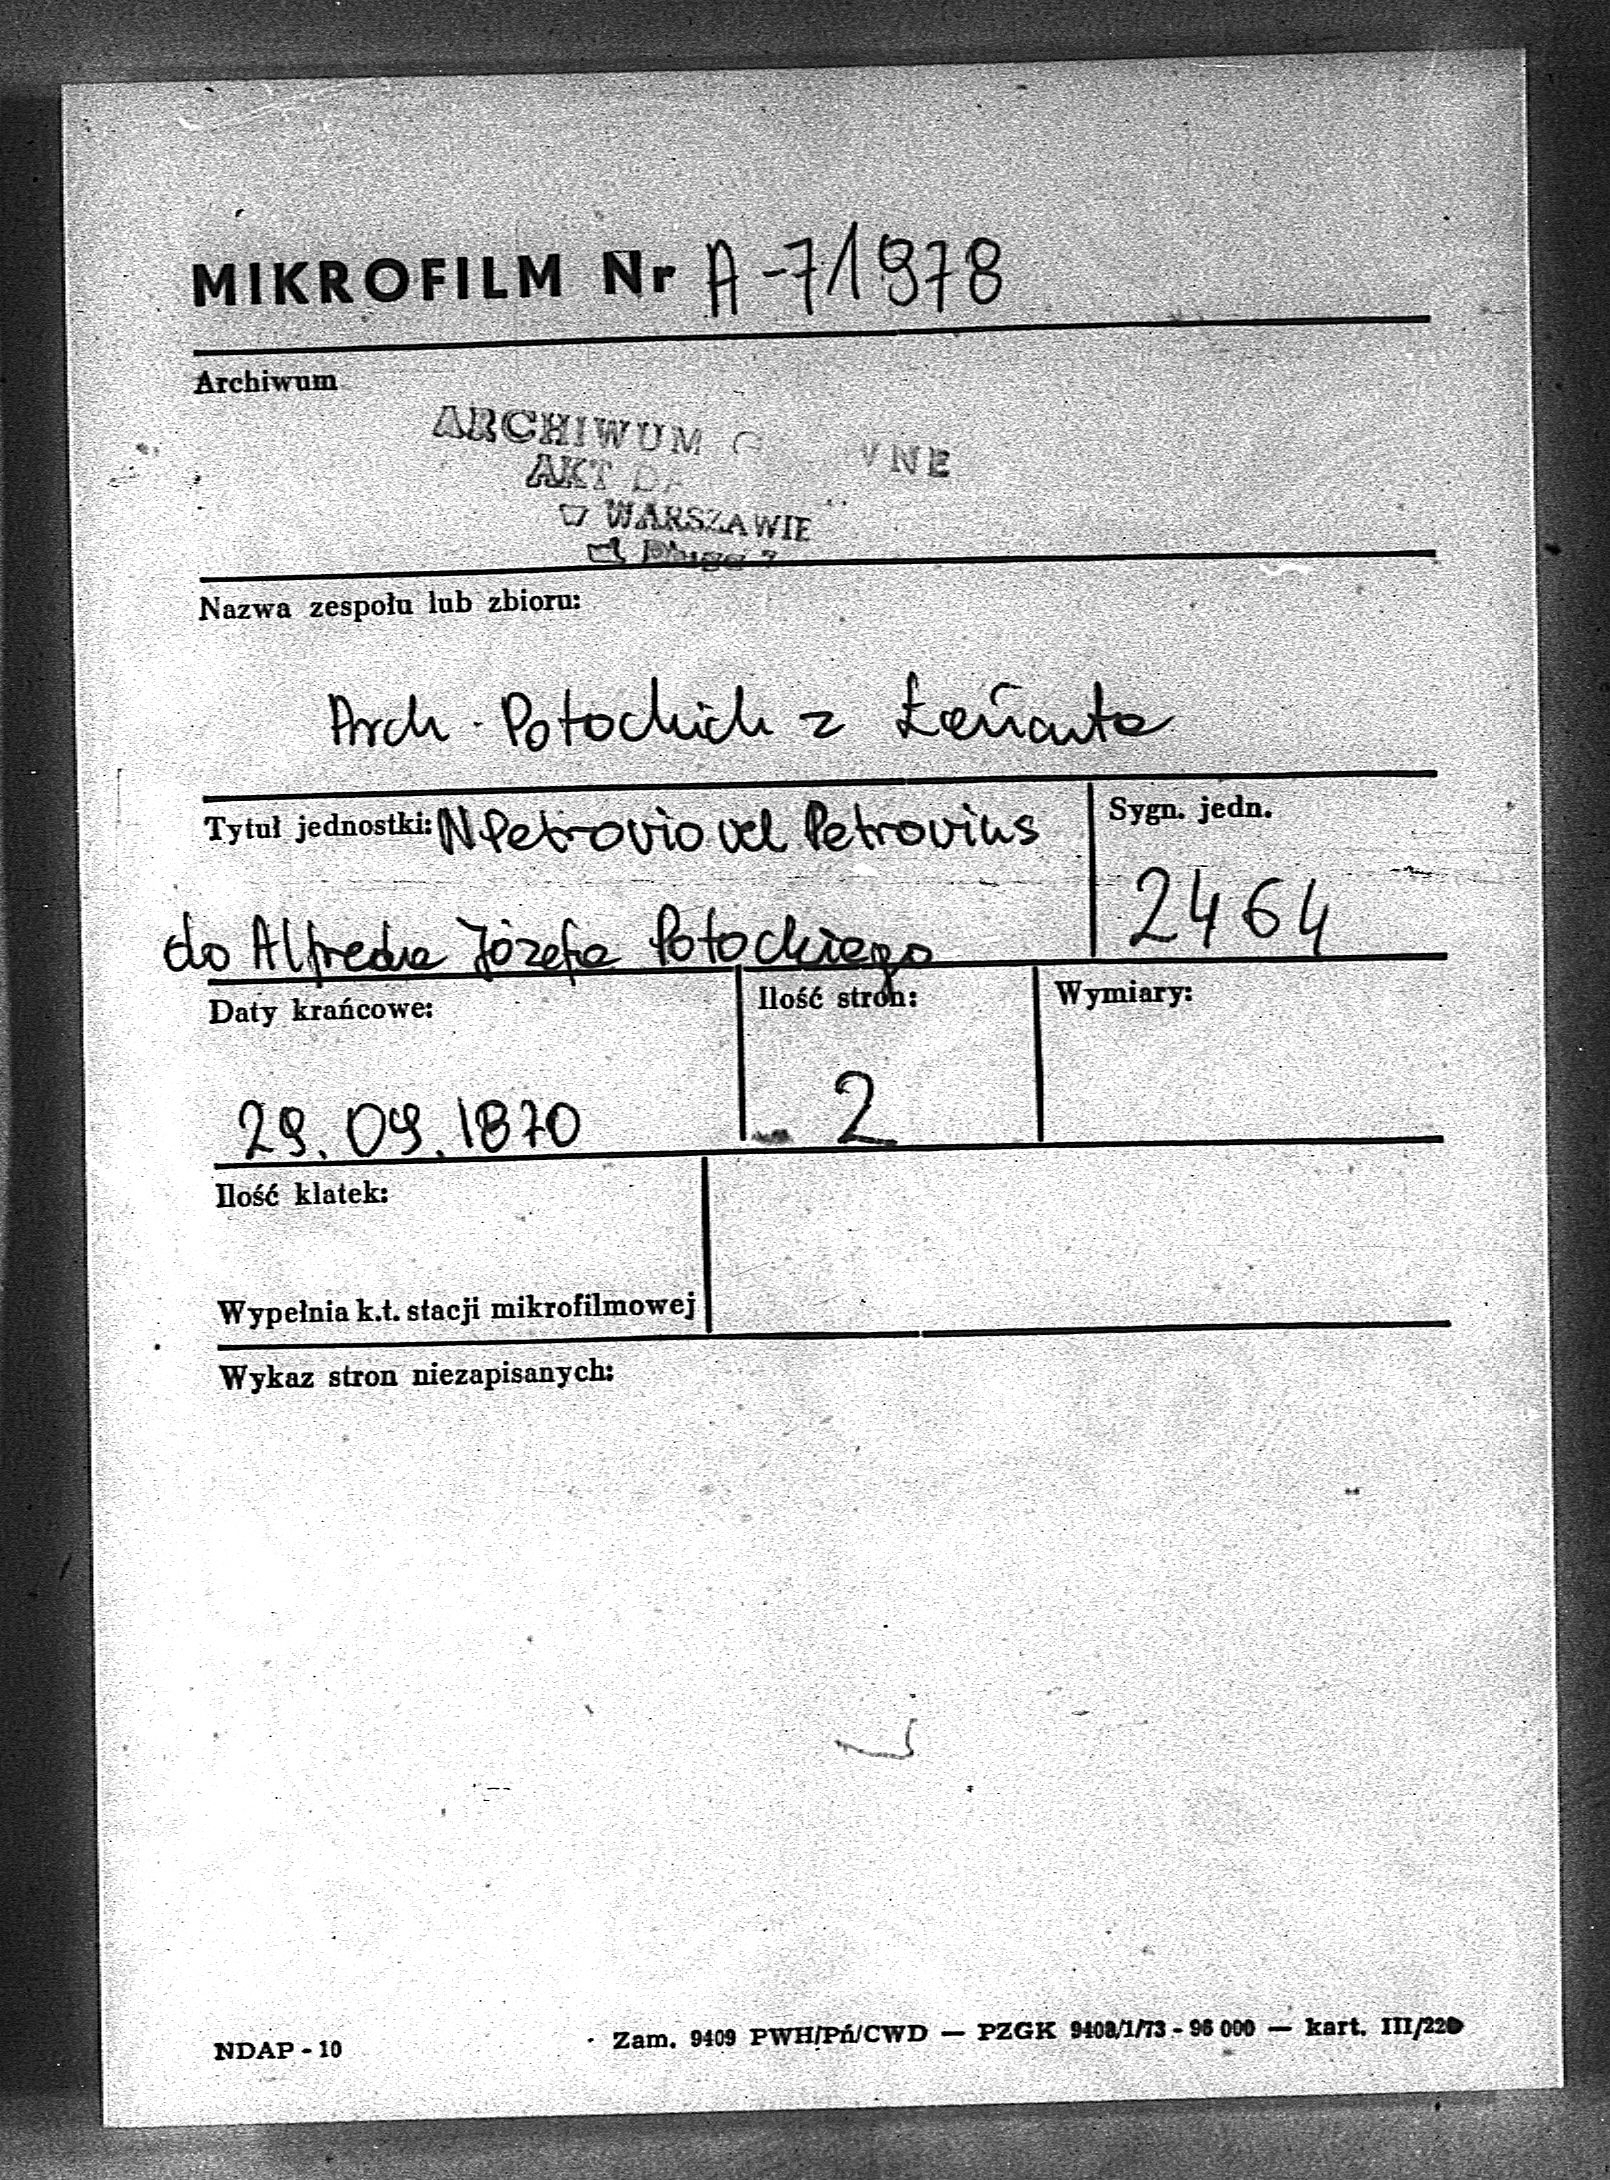 MIKROFILM Nr A-71978
Archiwum
ARCHIWUM G YNE
AKT
WARSZAWIE
Nazwa zespołu lub zbioru:
Arch. Potockich z Łańcuta
Tytuł jednostki: N Petrovio vel Petrovius
Sygn. jedn.
do Alfreda Józefa Potockiego
2464
Daty krańcowe:
Ilość stron:
Wymiary:
29.09.1870
2
Ilość klatek:
Wypełnia k.t. stacji mikrofilmowej
Wykaz stron niezapisanych:
NDAP - 10
Zam. 9409 PWH/Pń/CWD — PZGK 9408/1/73 - 96 000 — kart. III/220